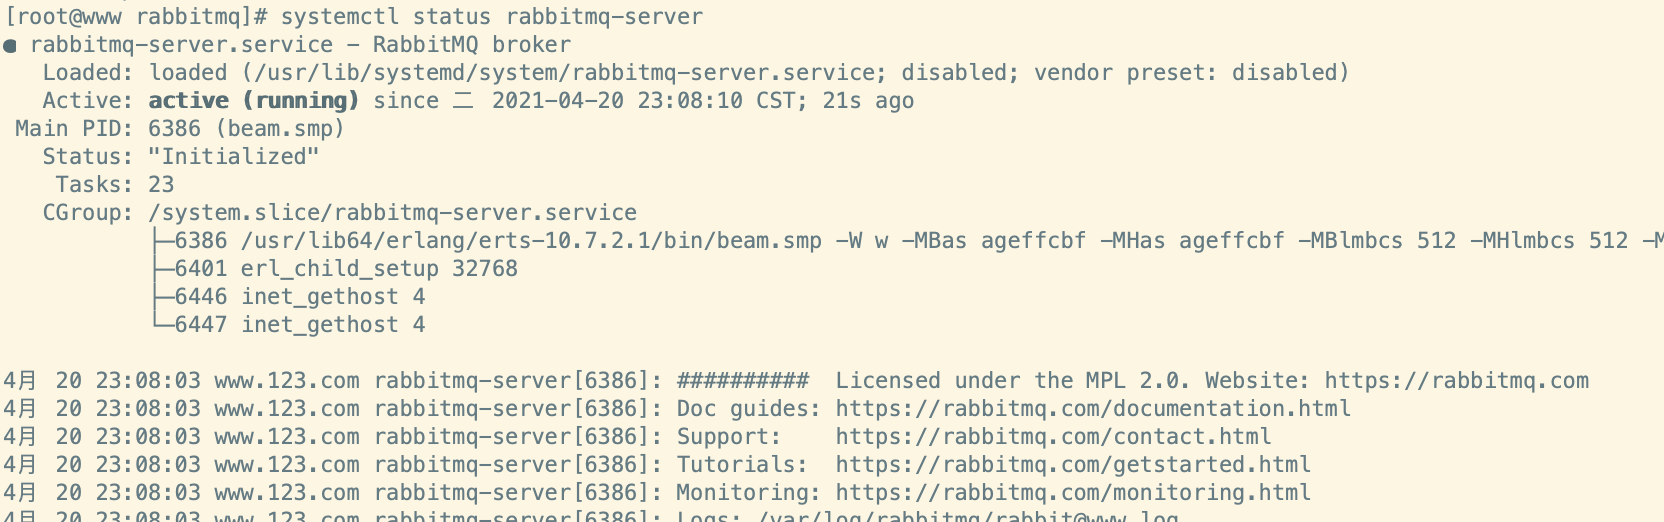 [root@www rabbitmq]# systemctl status rabbitmq-server
● rabbitmq-server.service - RabbitMQ broker
   Loaded: loaded (/usr/lib/systemd/system/rabbitmq-server.service; disabled; vendor preset: disabled)
   Active: active (running) since 二 2021-04-20 23:08:10 CST; 21s ago
 Main PID: 6386 (beam.smp)
   Status: "Initialized"
    Tasks: 23
   CGroup: /system.slice/rabbitmq-server.service
           ├─6386 /usr/lib64/erlang/erts-10.7.2.1/bin/beam.smp -W w -MBas ageffcbf -MHas ageffcbf -MBlmbcs 512 -MHlmbcs 512 -M
           ├─6401 erl_child_setup 32768
           ├─6446 inet_gethost 4
           └─6447 inet_gethost 4
4月 20 23:08:03 www.123.com rabbitmq-server[6386]: ##########  Licensed under the MPL 2.0. Website: https://rabbitmq.com
4月 20 23:08:03 www.123.com rabbitmq-server[6386]: Doc guides: https://rabbitmq.com/documentation.html
4月 20 23:08:03 www.123.com rabbitmq-server[6386]: Support:    https://rabbitmq.com/contact.html
4月 20 23:08:03 www.123.com rabbitmq-server[6386]: Tutorials:  https://rabbitmq.com/getstarted.html
4月 20 23:08:03 www.123.com rabbitmq-server[6386]: Monitoring: https://rabbitmq.com/monitoring.html
4月 20 23:08:03 www.123.com rabbitmq-server[6386]: Logs: /var/log/rabbitmq/rabbit@www.log